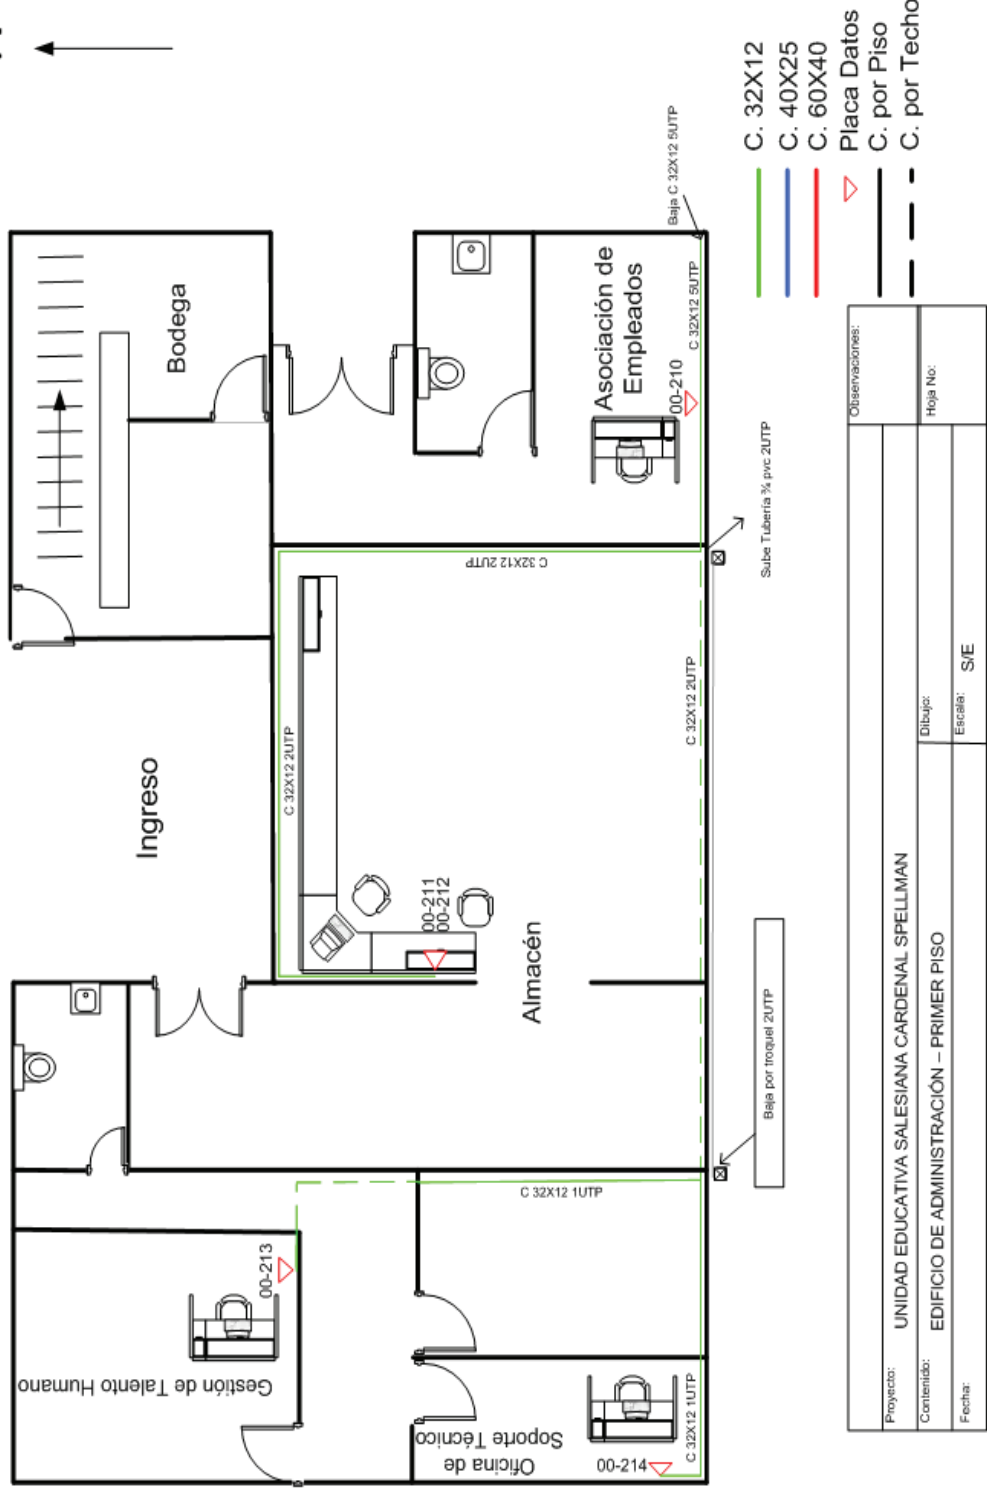 C. 32X12
C. 40X25
C. 60X40
Placa Datos
C. por Piso
C. por Techo
Baja C 32X12 5UTP
Bodega
Asociación de
Empleados
C 32X12 5UTP
00-210
Sube Tubería ¾ pvc 2UTP
C 32X12 2UTP
C 32X12 2UTP
C 32X12 2UTP
Ingreso
00-211
00-212
Almacén
Baja por troquel 2UTP
C 32X12 1UTP
00-213
Gestión de Talento Humano
Oficina de
Soporte Técnico
00-214
C 32X12 1UTP
Proyecto:
UNIDAD EDUCATIVA SALESIANA CARDENAL SPELLMAN
Observaciones:
Contenido:
EDIFICIO DE ADMINISTRACIÓN – PRIMER PISO
Dibujo:
Hoja No:
Fecha:
Escala:
S/E